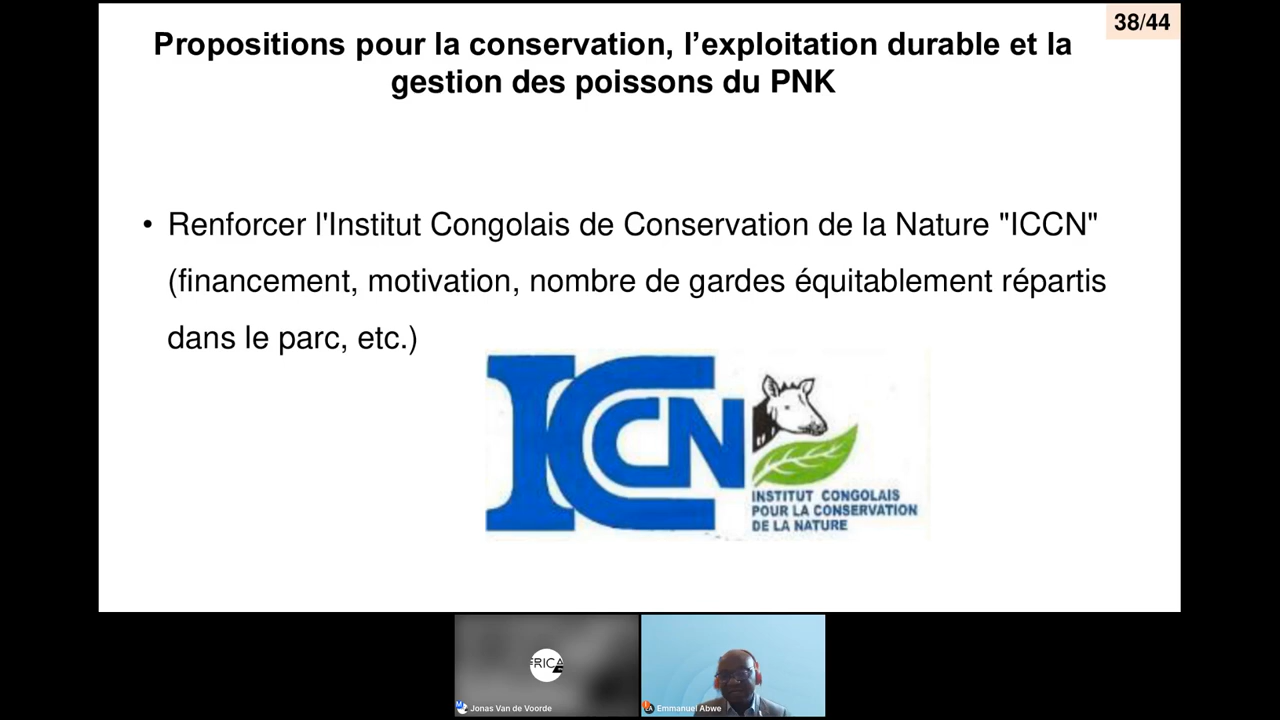 38/44
Propositions pour la conservation, l’exploitation durable et la
gestion des poissons du PNK
• Renforcer l'Institut Congolais de Conservation de la Nature "ICCN"
(financement, motivation, nombre de gardes équitablement répartis
dans le parc, etc.)
ICCN
INSTITUT CONGOLAIS
POUR LA CONSERVATION
DE LA NATURE
FRICA
Jonas Van de Voorde
Emmanuel Abwe